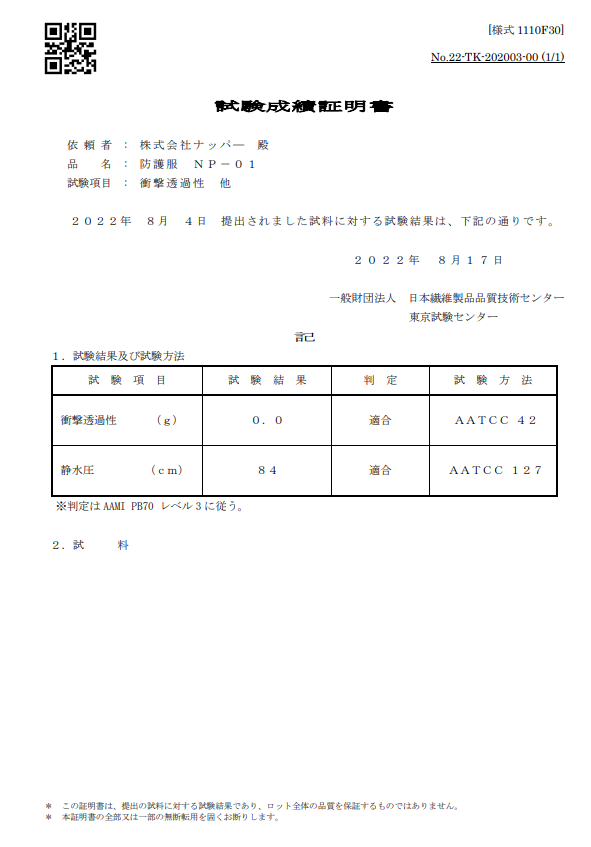 [様式 1110F30]
No.22-TK-202003-00 (1/1)
試験成績証明書
依 頼 者 ： 株式会社ナッパー 殿
品 名 ： 防護服 ＮＰ－０１
試験項目 ： 衝撃透過性 他
２０２２年 ８月 ４日 提出されました試料に対する試験結果は、下記の通りです。
２０２２年 ８月１７日
一般財団法人 日本繊維製品品質技術センター
東京試験センター
記
１．試験結果及び試験方法
試 験 項 目 試 験 結 果 判 定 試 験 方 法
衝撃透過性 （ｇ） ０．０ 適合 ＡＡＴＣＣ ４２
静水圧 （ｃｍ） ８４ 適合 ＡＡＴＣＣ １２７
※判定は AAMI PB70 レベル３に従う。
２．試 料
＊ この証明書は、提出の試料に対する試験結果であり、ロット全体の品質を保証するものではありません。
＊ 本証明書の全部又は一部の無断転用を固くお断りします。